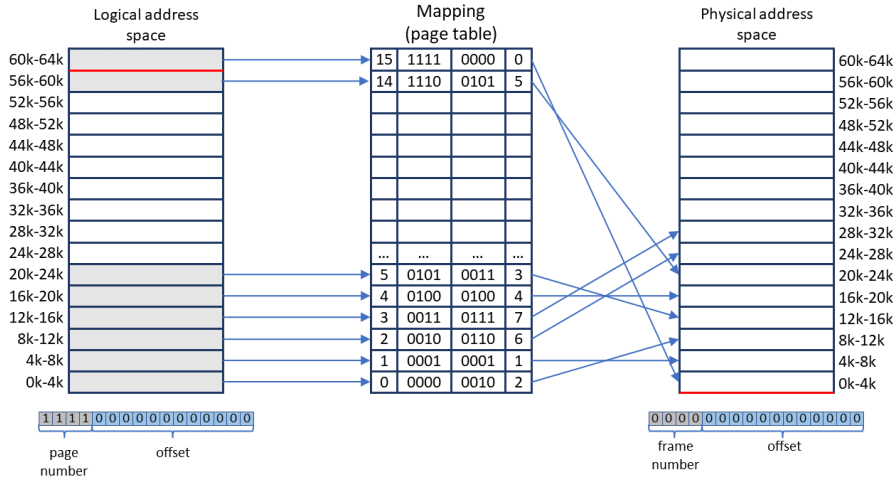 Logical address
space
Mapping
(page table)
Physical address
space
60k-64k 15 1111 0000 0 60k-64k
56k-60k 14 1110 0101 5 56k-60k
52k-56k 52k-56k
48k-52k 48k-52k
44k-48k 44k-48k
40k-44k 40k-44k
36k-40k 36k-40k
32k-36k 32k-36k
28k-32k 28k-32k
24k-28k ... ... ... ... 24k-28k
20k-24k 5 0101 0011 3 20k-24k
16k-20k 4 0100 0100 4 16k-20k
12k-16k 3 0011 0111 7 12k-16k
8k-12k 2 0010 0110 6 8k-12k
4k-8k 1 0001 0001 1 4k-8k
0k-4k 0 0000 0010 2 0k-4k
1 1 1 1 0 0 0 0 0 0 0 0 0 0 0 0
page
number
offset
0 0 0 0 0 0 0 0 0 0 0 0 0 0 0 0
frame
number
offset